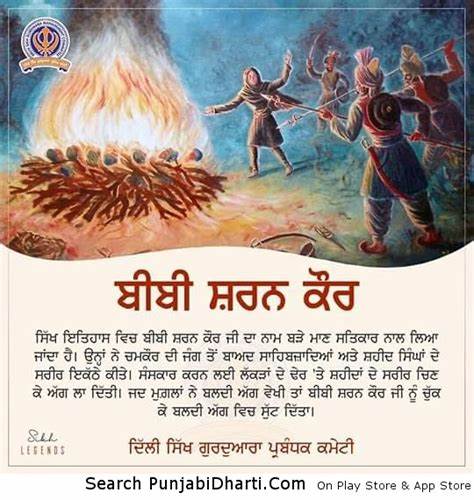 ਬੀਬੀ ਸ਼ਰਨ ਕੌਰ
ਸਿੱਖ ਇਤਿਹਾਸ ਵਿਚ ਬੀਬੀ ਸ਼ਰਨ ਕੌਰ ਜੀ ਦਾ ਨਾਮ ਬੜੇ ਮਾਣ ਸਤਿਕਾਰ ਨਾਲ ਲਿਆ
ਜਾਂਦਾ ਹੈ। ਉਨ੍ਹਾਂ ਨੇ ਚਮਕੌਰ ਦੀ ਜੰਗ ਤੋਂ ਬਾਅਦ ਸਾਹਿਬਜ਼ਾਦਿਆਂ ਅਤੇ ਸ਼ਹੀਦ ਸਿੰਘਾਂ ਦੇ
ਸਰੀਰ ਇਕੱਠੇ ਕੀਤੇ। ਸੰਸਕਾਰ ਕਰਨ ਲਈ ਲੱਕੜਾਂ ਦੇ ਢੇਰ 'ਤੇ ਸ਼ਹੀਦਾਂ ਦੇ ਸਰੀਰ ਚਿਣ
ਕੇ ਅੱਗ ਲਾ ਦਿੱਤੀ। ਜਦ ਮੁਗ਼ਲਾਂ ਨੇ ਬਲਦੀ ਅੱਗ ਵੇਖੀ ਤਾਂ ਬੀਬੀ ਸ਼ਰਨ ਕੌਰ ਜੀ ਨੂੰ ਚੁੱਕ
ਕੇ ਬਲਦੀ ਅੱਗ ਵਿਚ ਸੁੱਟ ਦਿੱਤਾ।
Sikh
LEGENDS
ਦਿੱਲੀ ਸਿੱਖ ਗੁਰਦੁਆਰਾ ਪ੍ਰਬੰਧਕ ਕਮੇਟੀ
Search PunjabiDharti.Com On Play Store & App Store